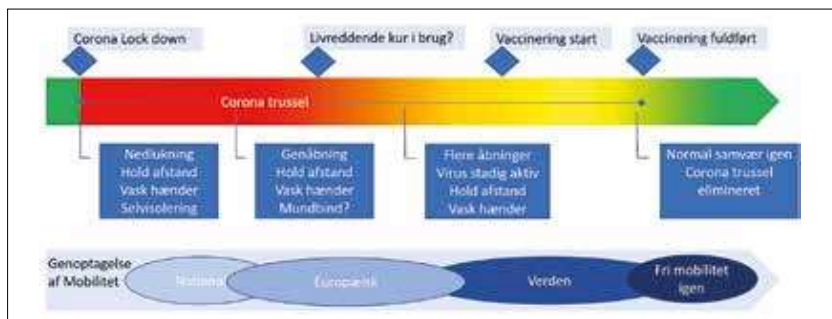 Corona Lock down
Livreddende kur i brug?
Vaccinering start
Vaccinering fuldført
Corona trussel
Nedlukning
Hold afstand
Vask hænder
Selvisolering
Genåbning
Hold afstand
Vask hænder
Mundbind?
Flere åbninger
Virus stadig aktiv
Hold afstand
Vask hænder
Normal samvær igen
Corona trussel
elimineret
Genoptagelse
af Mobilitet
National
Europæisk
Verden
Fri mobilitet
igen